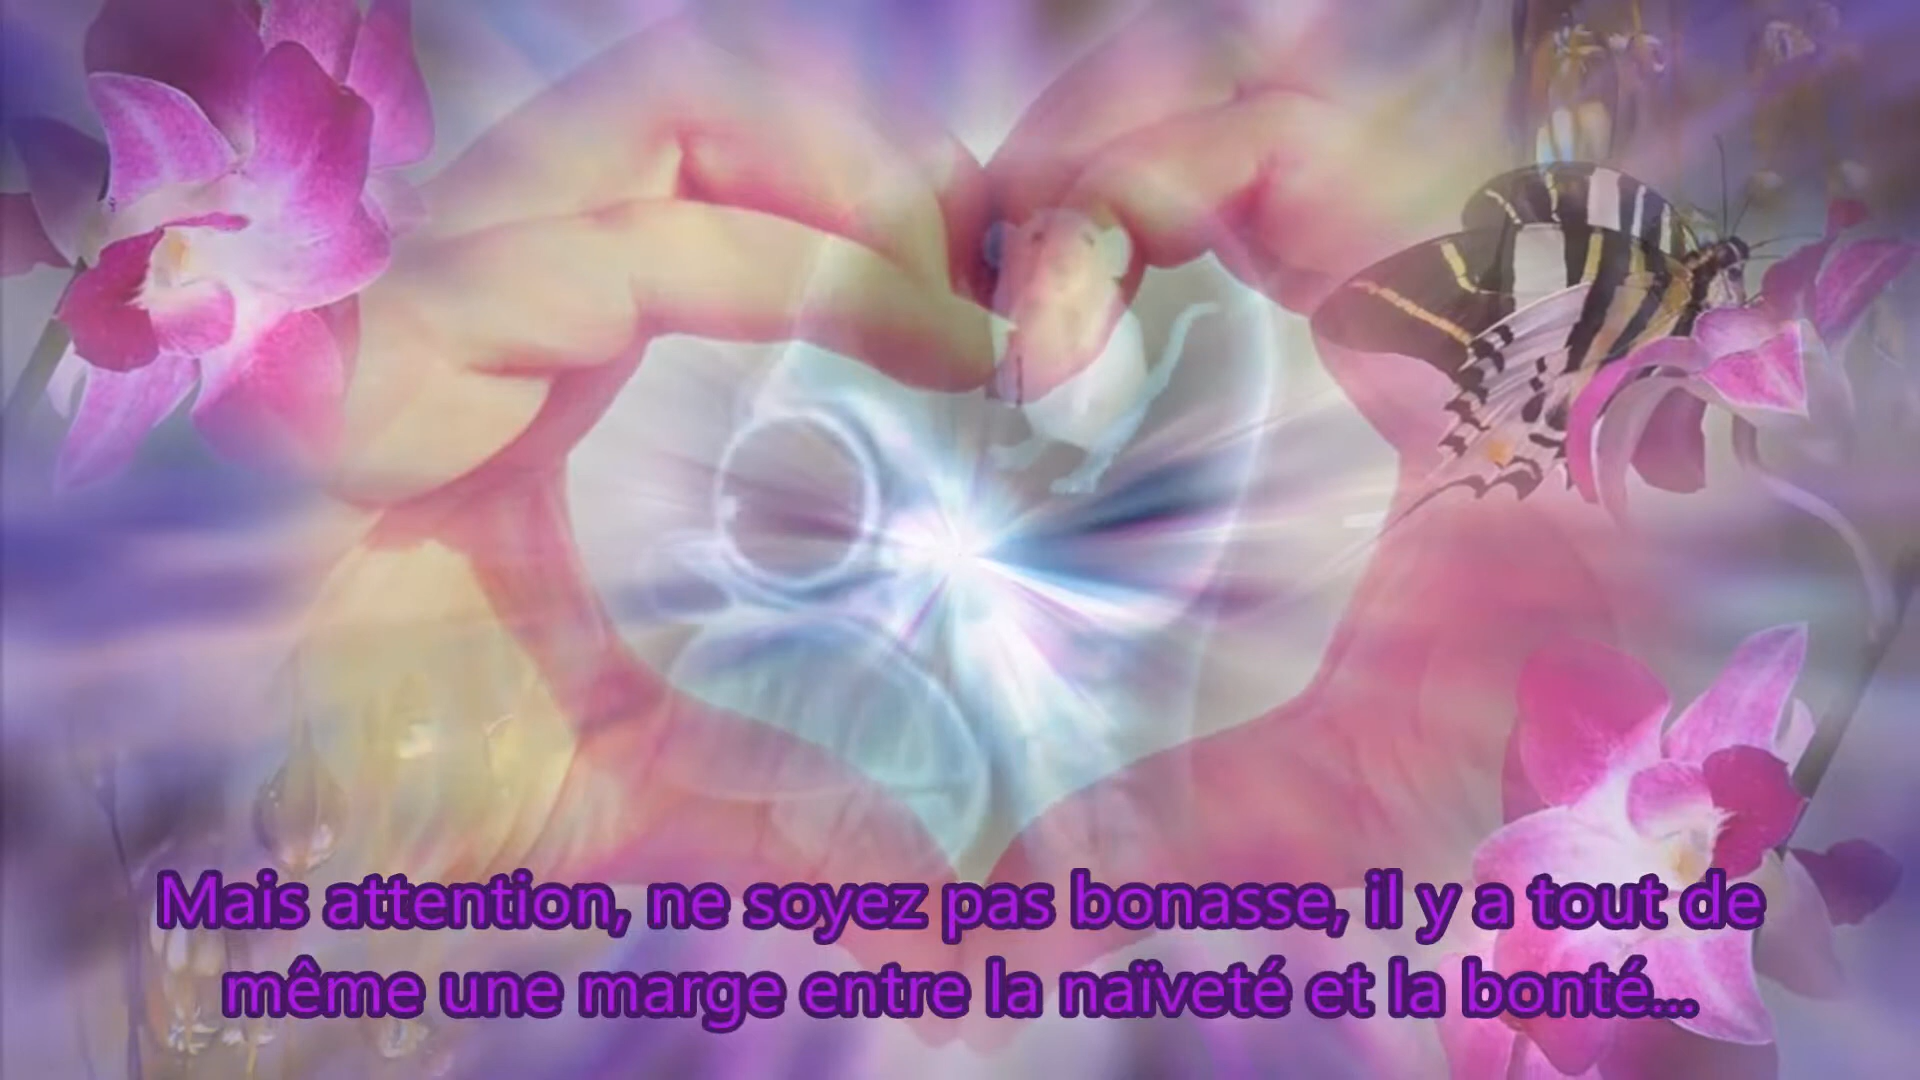 Mais attention, ne soyez pas bonasse, il y a tout de
même une marge entre la naïveté et la bonté...